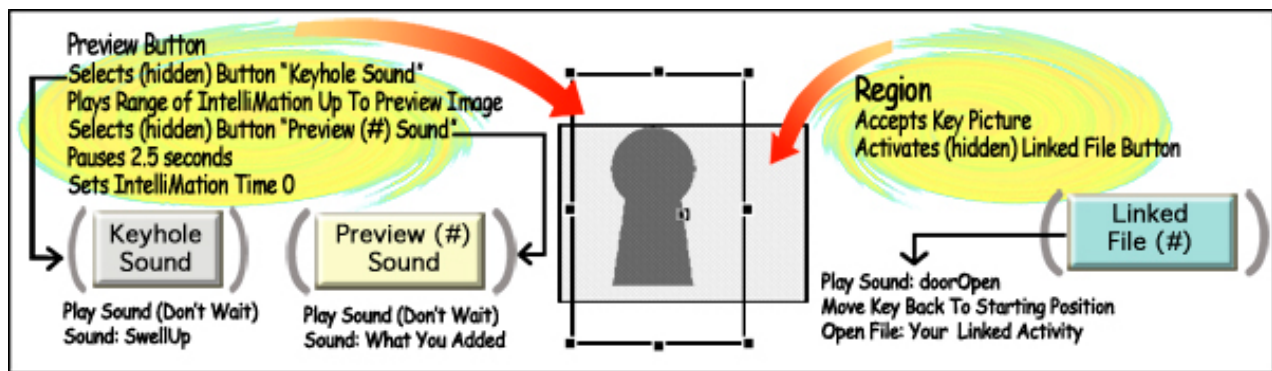 Preview Button
Selects (hidden) Button "Keyhole Sound"
Plays Range of IntelliMation Up To Preview Image
Selects (hidden) Button "Preview (#) Sound"
Pauses 2.5 seconds
Sets IntelliMation Time 0
( Keyhole
Sound )
Play Sound (Don't Wait)
Sound: SwellUp
( Preview (#)
Sound )
Play Sound (Don't Wait)
Sound: What You Added
Region
Accepts Key Picture
Activates (hidden) Linked File Button
( Linked
File (#) )
Play Sound: doorOpen
Move Key Back To Starting Position
Open File: Your Linked Activity